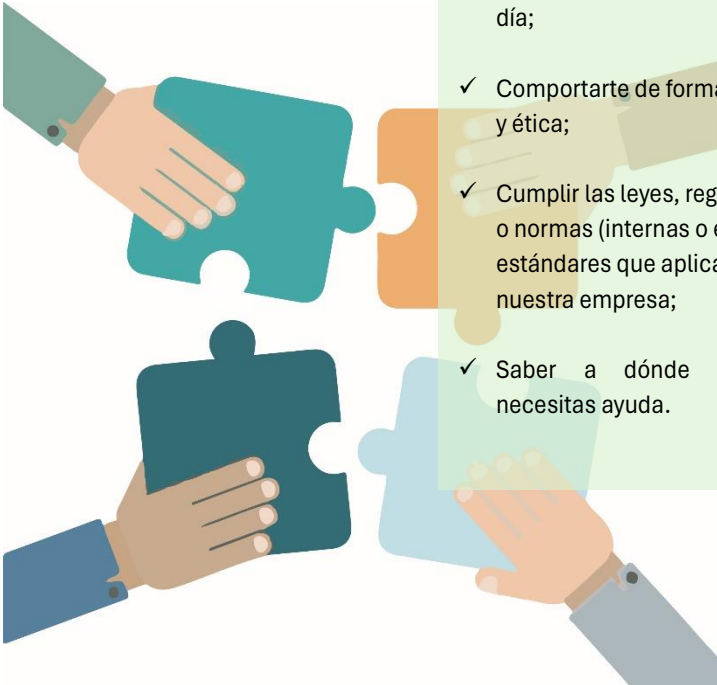 día;
✓ Comportarte de forma
y ética;
✓ Cumplir las leyes, reg
o normas (internas o e
estándares que aplica
nuestra empresa;
✓ Saber a dónde
necesitas ayuda.